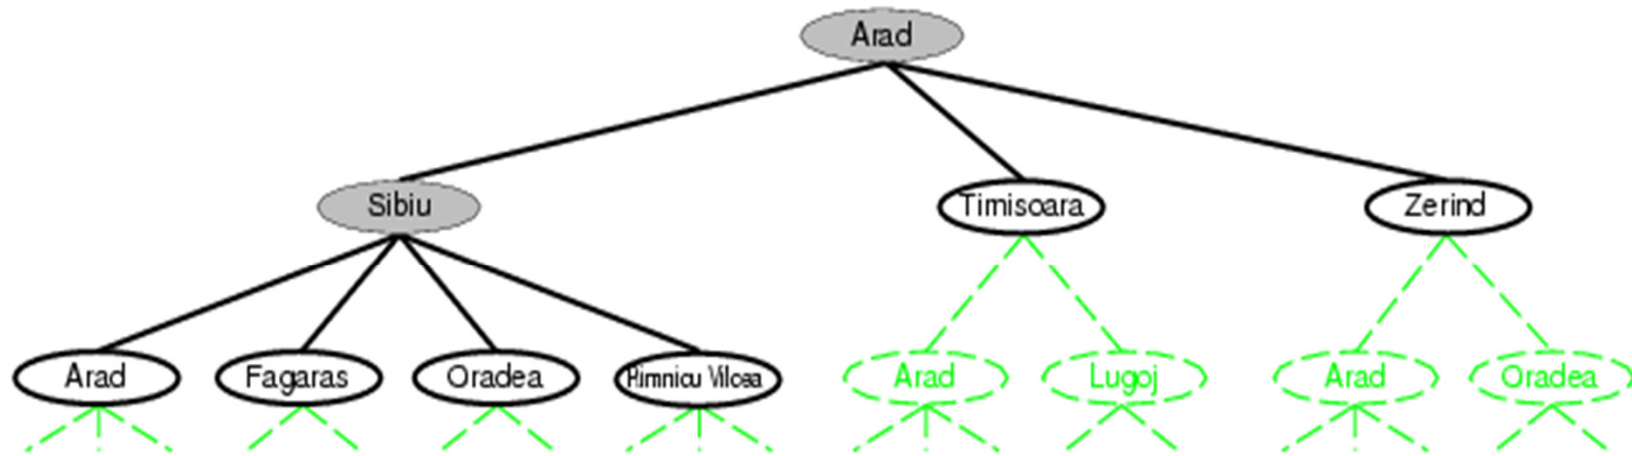 Arad
Sibiu
Timisoara
Zerind
Arad
Fagaras
Oradea
Rimnicu Vilcea
Arad
Lugoj
Arad
Oradea